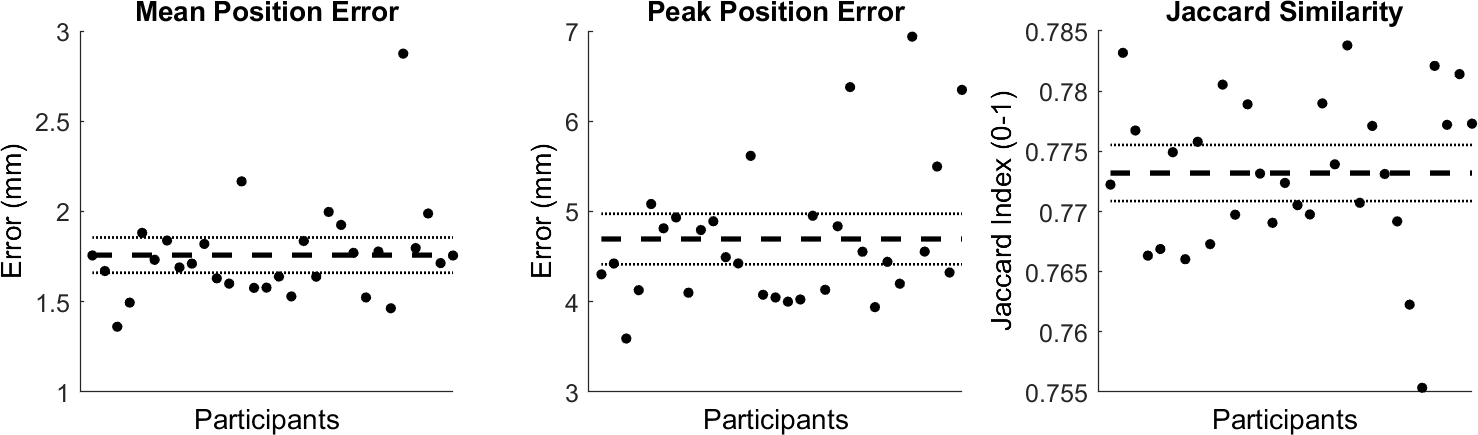 Mean Position Error
3
2.5
2
1.5
1
Error (mm)
Participants
Peak Position Error
7
6
5
4
3
Error (mm)
Participants
Jaccard Similarity
0.785
0.78
0.775
0.77
0.765
0.76
0.755
Jaccard Index (0-1)
Participants